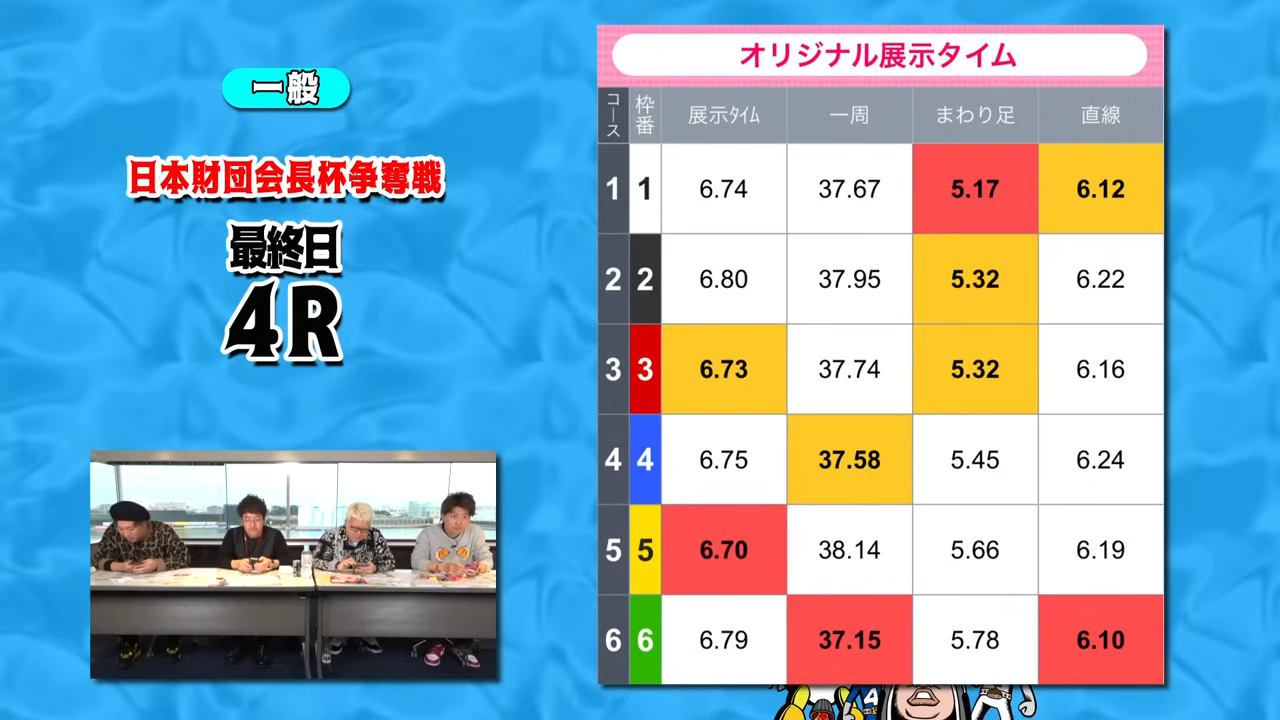 一般
日本財団会長杯争奪戦
最終日
4R
オリジナル展示タイム
コース 枠番 展示ﾀｲﾑ 一周 まわり足 直線
1 1 6.74 37.67 5.17 6.12
2 2 6.80 37.95 5.32 6.22
3 3 6.73 37.74 5.32 6.16
4 4 6.75 37.58 5.45 6.24
5 5 6.70 38.14 5.66 6.19
6 6 6.79 37.15 5.78 6.10
4